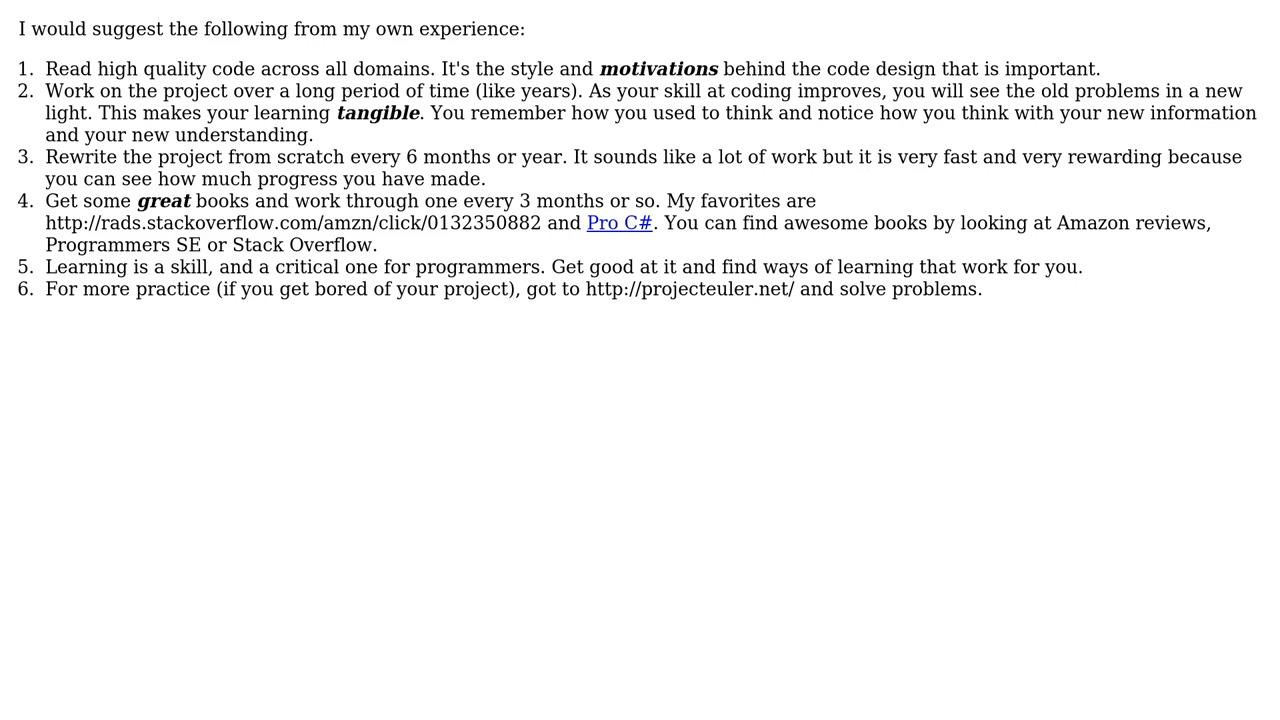 I would suggest the following from my own experience:
1. Read high quality code across all domains. It's the style and motivations behind the code design that is important.
2. Work on the project over a long period of time (like years). As your skill at coding improves, you will see the old problems in a new
light. This makes your learning tangible. You remember how you used to think and notice how you think with your new information
and your new understanding.
3. Rewrite the project from scratch every 6 months or year. It sounds like a lot of work but it is very fast and very rewarding because
you can see how much progress you have made.
4. Get some great books and work through one every 3 months or so. My favorites are
http://rads.stackoverflow.com/amzn/click/0132350882 and Pro C#. You can find awesome books by looking at Amazon reviews,
Programmers SE or Stack Overflow.
5. Learning is a skill, and a critical one for programmers. Get good at it and find ways of learning that work for you.
6. For more practice (if you get bored of your project), got to http://projecteuler.net/ and solve problems.